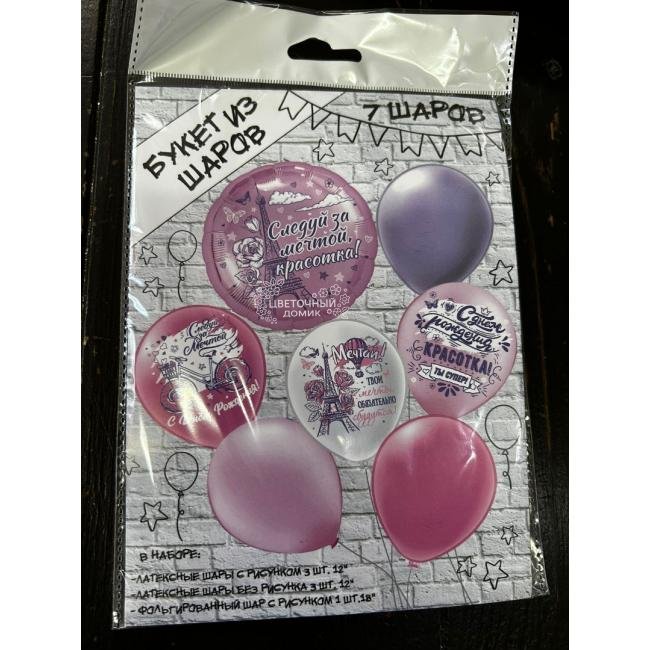 БУКЕТ ИЗ
ШАРОВ
7 ШАРОВ
Следуй за
мечтой,
красотка!
ЦВЕТОЧНЫЙ
ДОМИК
Следуй
за
Мечтой
С Днём Рождения!
Мечтай!
ТВОИ
мечты
ОБЯЗАТЕЛЬНО
сбудутся!
С Днём
Рождения,
КРАСОТКА!
ТЫ СУПЕР!
В НАБОРЕ:
-ЛАТЕКСНЫЕ ШАРЫ С РИСУНКОМ 3 ШТ. 12"
-ЛАТЕКСНЫЕ ШАРЫ БЕЗ РИСУНКА 3 ШТ. 12"
- ФОЛЬГИРОВАННЫЙ ШАР С РИСУНКОМ 1 ШТ.18"